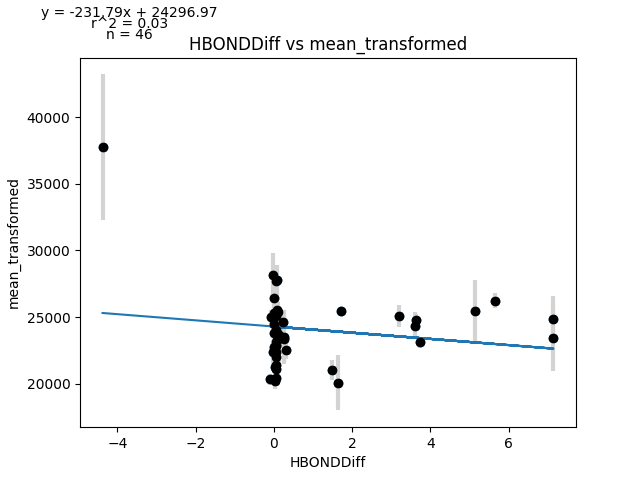 y = -231.79x + 24296.97
r^2 = 0.03
n = 46
HBONDDiff vs mean_transformed
mean_transformed
40000
35000
30000
25000
20000
−4
−2
0
2
4
6
HBONDDiff